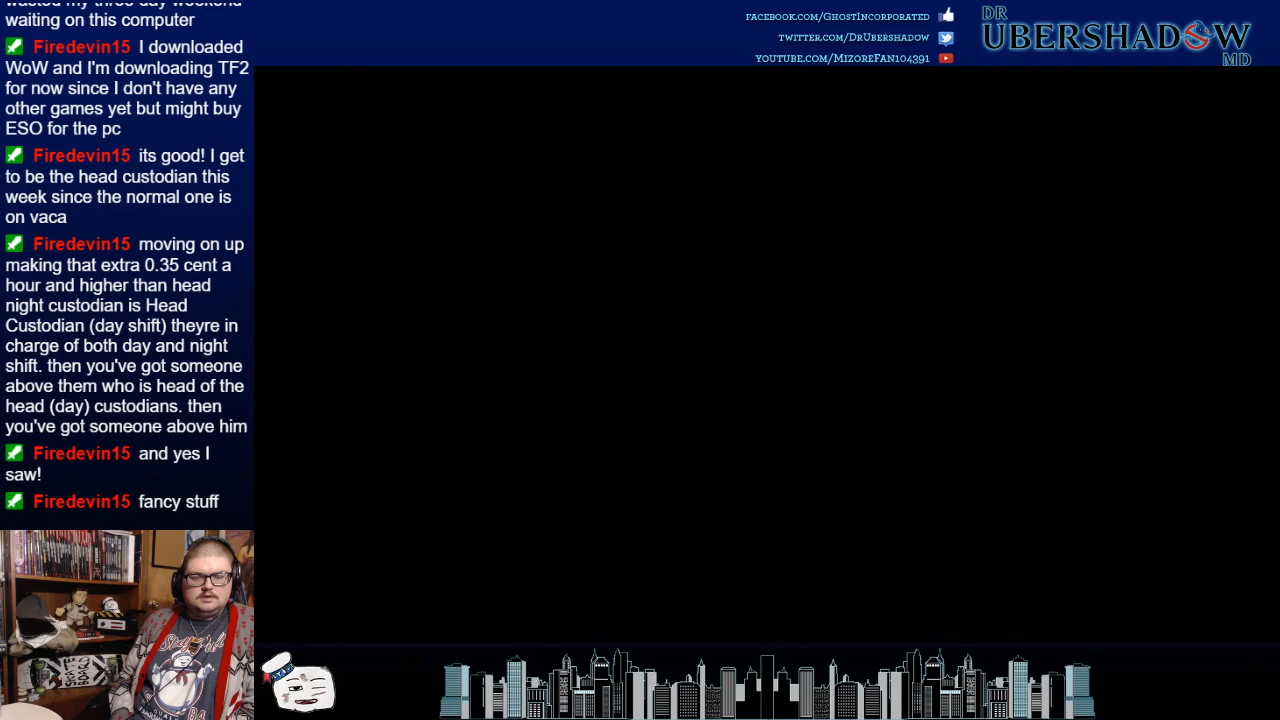 wasted my three day weekend
waiting on this computer
Firedevin15 I downloaded
WoW and I'm downloading TF2
for now since I don't have any
other games yet but might buy
ESO for the pc
Firedevin15 its good! I get
to be the head custodian this
week since the normal one is
on vaca
Firedevin15 moving on up
making that extra 0.35 cent a
hour and higher than head
night custodian is Head
Custodian (day shift) theyre in
charge of both day and night
shift. then you've got someone
above them who is head of the
head (day) custodians. then
you've got someone above him
Firedevin15 and yes I
saw!
Firedevin15 fancy stuff
facebook.com/GhostIncorporated
twitter.com/DrUbershadow
youtube.com/MizoreFan104391
DR
UBERSHADOW
MD